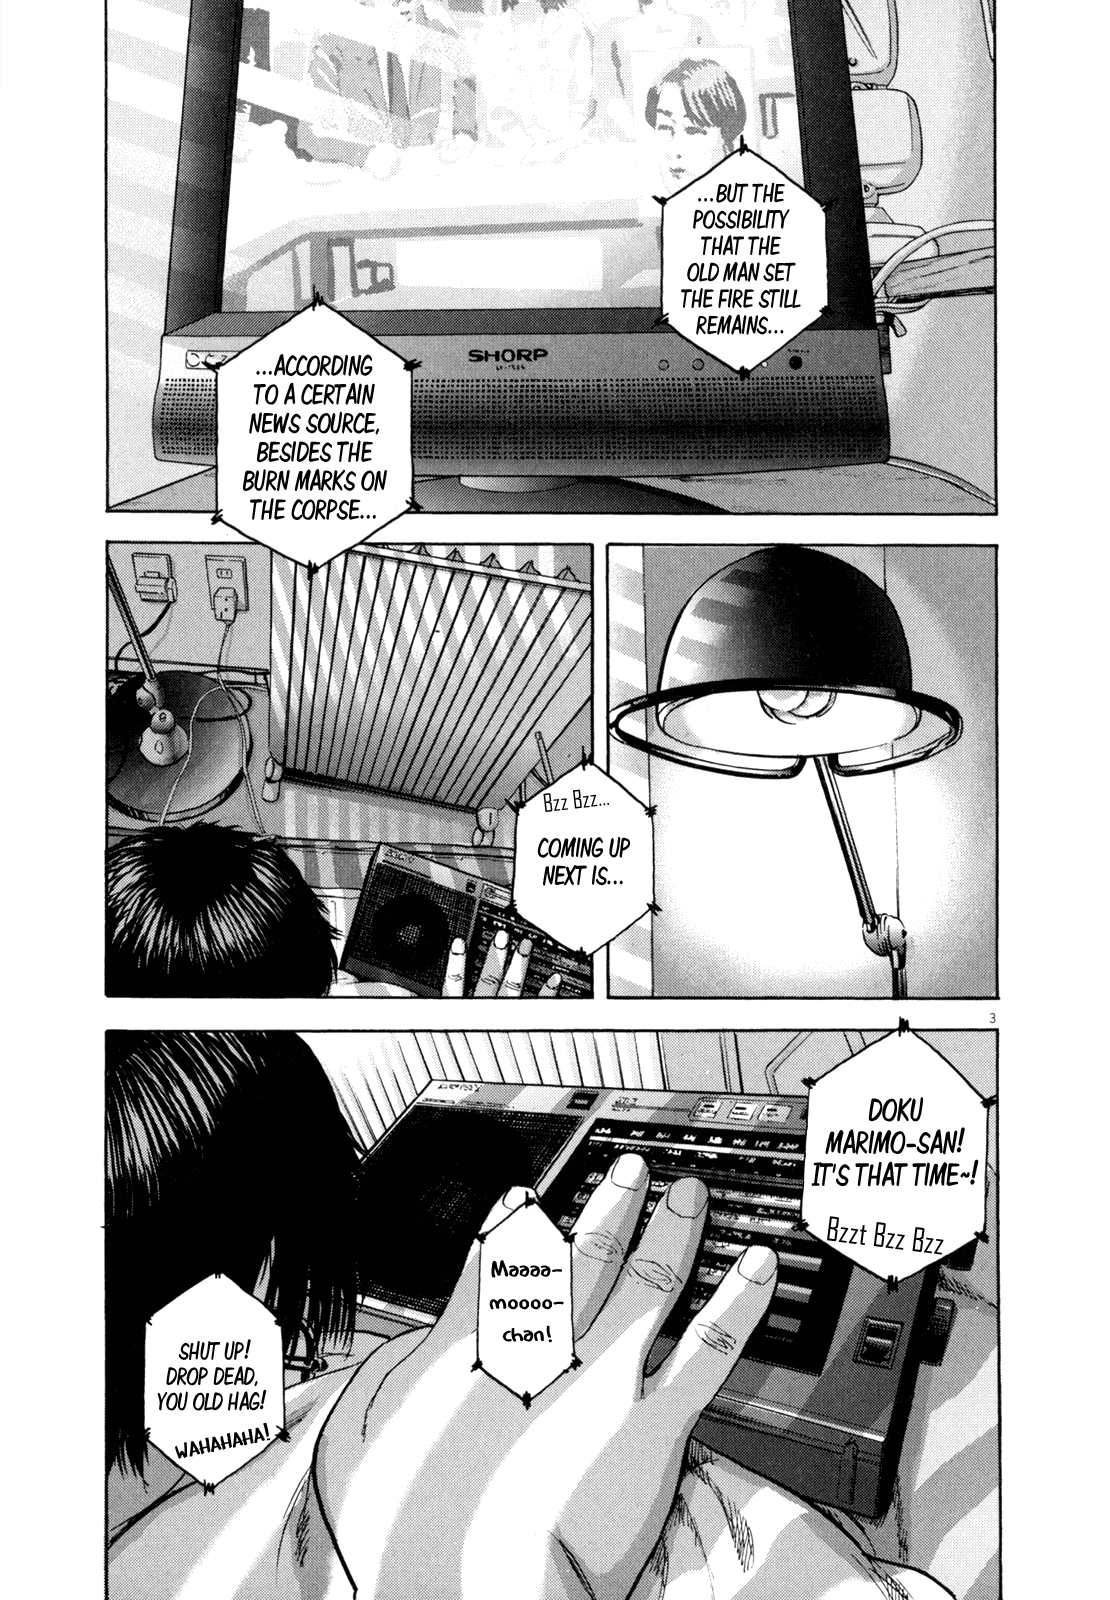 ...BUT THE
POSSIBILITY
THAT THE
OLD MAN SET
THE FIRE STILL
REMAINS...
SHORP
...ACCORDING
TO A CERTAIN
NEWS SOURCE,
BESIDES THE
BURN MARKS ON
THE CORPSE...
BZZ BZZ...
COMING UP
NEXT IS...
3
DOKU
MARIMO-SAN!
IT'S THAT TIME~!
BZZT BZZ BZZ
Maaaa-
moooo-
chan!
SHUT UP!
DROP DEAD,
YOU OLD HAG!
WAHAHAHA!